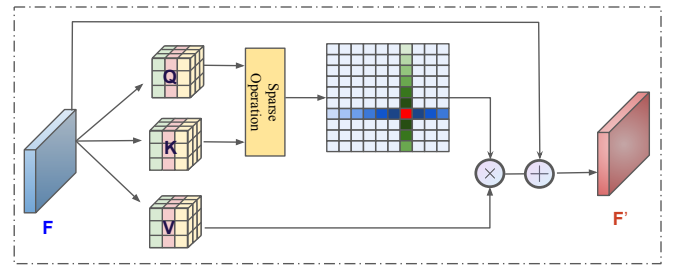 Q
Sparse
Operation
K
V
×
+
F
F'